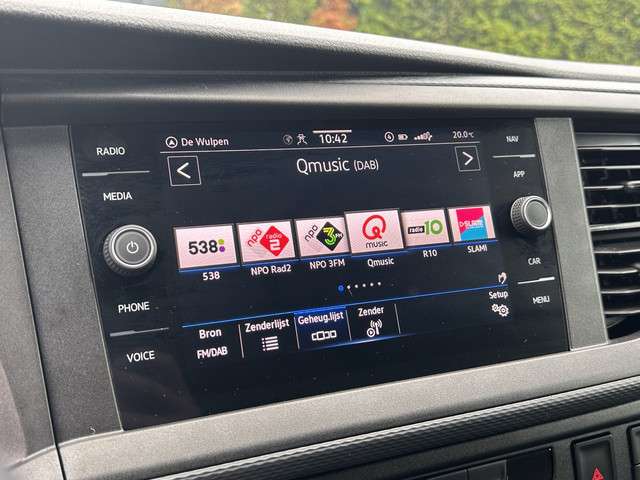 RADIO
MEDIA
PHONE
VOICE
De Wulpen
10:42
20.0°C
NAV
APP
CAR
MENU
Qmusic (DAB)
538
npo radio 2
npo 3FM
Q music
radio 10
SLAM!
538
NPO Rad2
NPO 3FM
Qmusic
R10
SLAM!
Bron
FM/DAB
Zenderlijst
Geheug.lijst
Zender
Setup